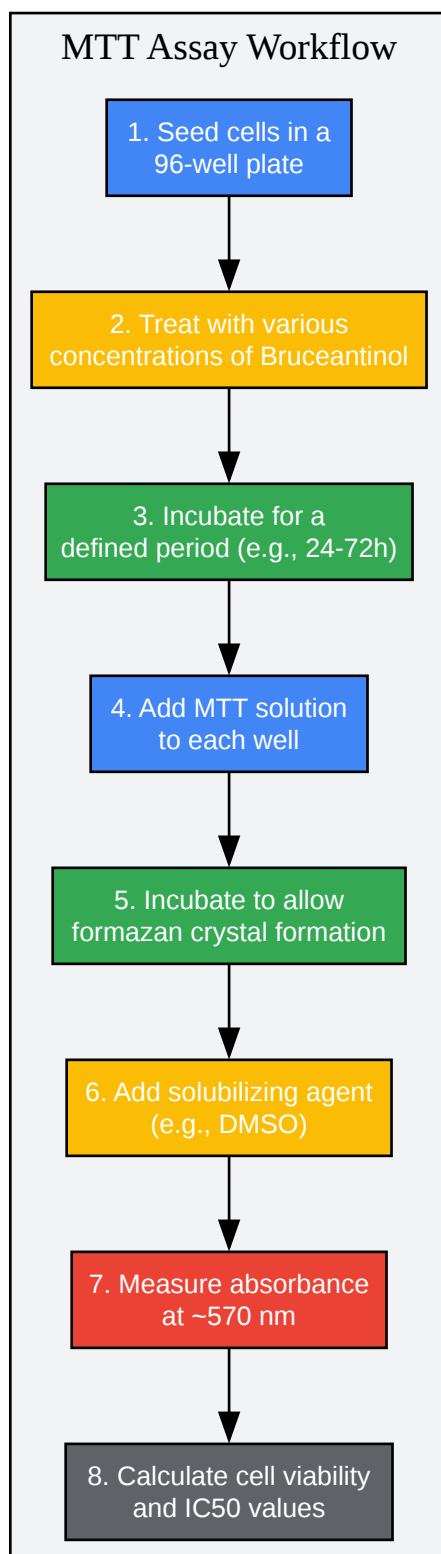 MTT Assay Workflow
1. Seed cells in a
96-well plate
2. Treat with various
concentrations of Bruceantinol
3. Incubate for a
defined period (e.g., 24-72h)
4. Add MTT solution
to each well
5. Incubate to allow
formazan crystal formation
6. Add solubilizing agent
(e.g., DMSO)
7. Measure absorbance
at ~570 nm
8. Calculate cell viability
and IC50 values